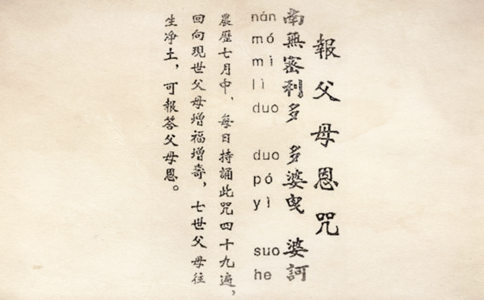 報父母恩咒
南無密利多 多婆曳 婆訶
nán mó mì lì duo duo pó yì suo he
農歷七月中，每日持誦此咒四十九遍，
回向現世父母增福增壽，七世父母往
生净土，可報答父母恩。